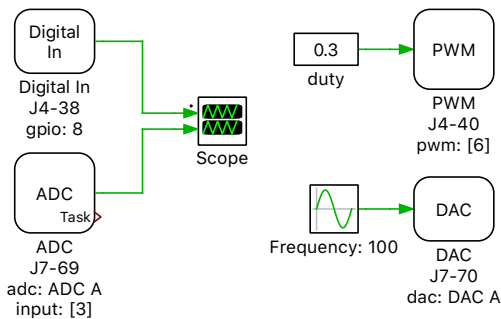 Digital
In
Digital In
J4-38
gpio: 8
ADC
Task
ADC
J7-69
adc: ADC A
input: [3]
Scope
0.3
duty
PWM
PWM
J4-40
pwm: [6]
Frequency: 100
DAC
DAC
J7-70
dac: DAC A